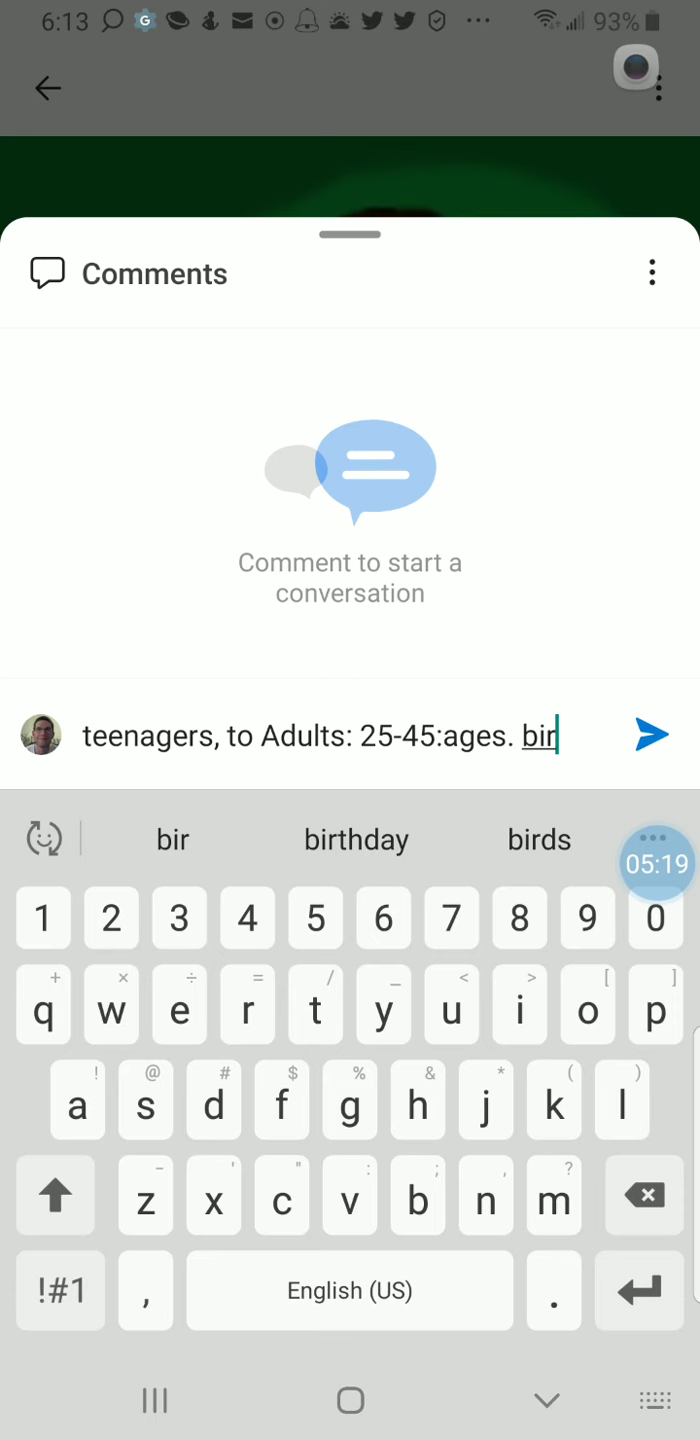 6:13 G 93%
Comments
Comment to start a
conversation
teenagers, to Adults: 25-45:ages. bir
bir birthday birds
05:19
1 2 3 4 5 6 7 8 9 0
+ × ÷ = / _ < > [ ]
q w e r t y u i o p
! @ # $ % & * ( )
a s d f g h j k l
- ' " : ; , ?
z x c v b n m
!#1 , English (US) .